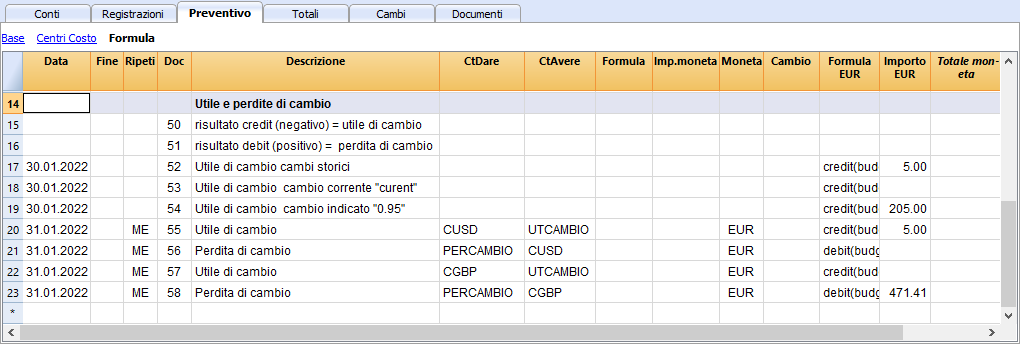 Conti Registrazioni Preventivo Totali Cambi Documenti
Base Centri Costo Formula
Data Fine Ripeti Doc Descrizione CtDare CtAvere Formula Imp.moneta Moneta Cambio Formula EUR Importo EUR Totale mon-eta
14 Utile e perdite di cambio
15 50 risultato credit (negativo) = utile di cambio
16 51 risultato debit (positivo) = perdita di cambio
17 30.01.2022 52 Utile di cambio cambi storici credit(bud 5.00
18 30.01.2022 53 Utile di cambio cambio corrente "curent" credit(bud
19 30.01.2022 54 Utile di cambio cambio indicato "0.95" credit(bud 205.00
20 31.01.2022 ME 55 Utile di cambio CUSD UTCAMBIO EUR credit(bud 5.00
21 31.01.2022 ME 56 Perdita di cambio PERCAMBIO CUSD EUR debit(budg
22 31.01.2022 ME 57 Utile di cambio CGBP UTCAMBIO EUR credit(bud
23 31.01.2022 ME 58 Perdita di cambio PERCAMBIO CGBP EUR debit(budg 471.41
*